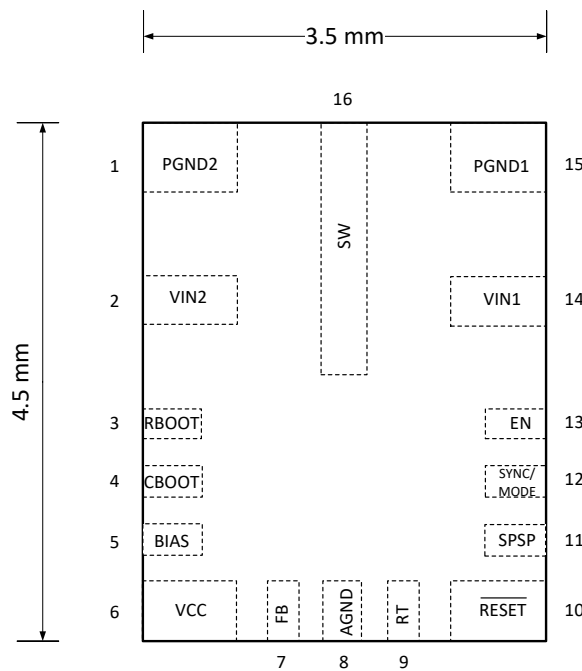 3.5 mm
16
1 PGND2 PGND1 15
SW
2 VIN2 VIN1 14
4.5 mm
3 RBOOT EN 13
4 CBOOT SYNC/
MODE 12
5 BIAS SPSP 11
6 VCC FB AGND RT RESET 10
7 8 9